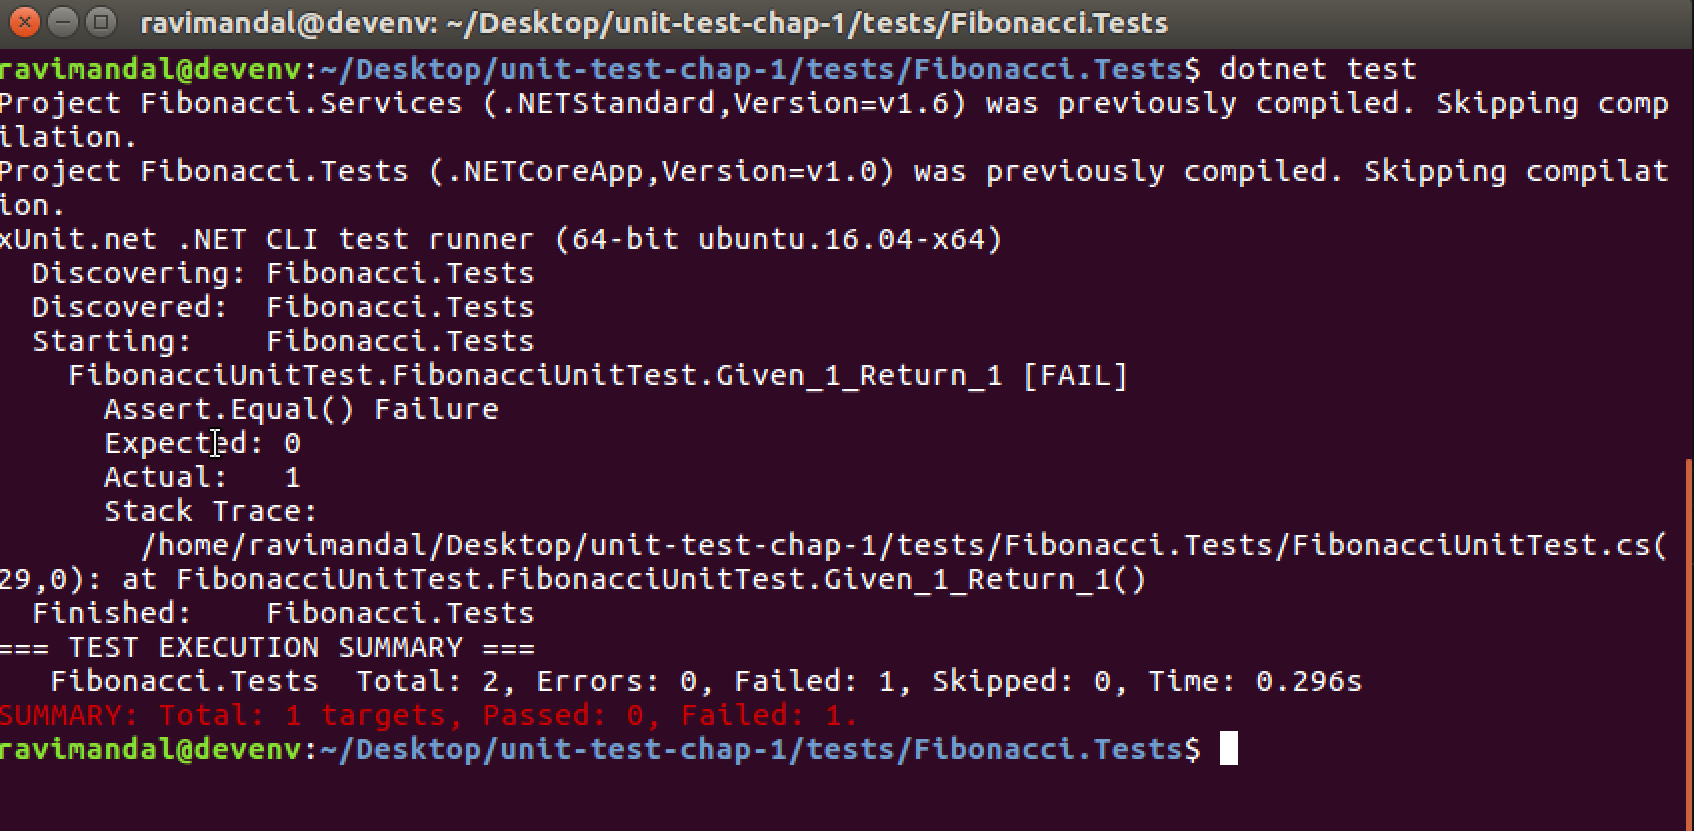 ravimandal@devenv: ~/Desktop/unit-test-chap-1/tests/Fibonacci.Tests
ravimandal@devenv:~/Desktop/unit-test-chap-1/tests/Fibonacci.Tests$ dotnet test
Project Fibonacci.Services (.NETStandard,Version=v1.6) was previously compiled. Skipping comp
ilation.
Project Fibonacci.Tests (.NETCoreApp,Version=v1.0) was previously compiled. Skipping compilat
ion.
xUnit.net .NET CLI test runner (64-bit ubuntu.16.04-x64)
  Discovering: Fibonacci.Tests
  Discovered:  Fibonacci.Tests
  Starting:    Fibonacci.Tests
    FibonacciUnitTest.FibonacciUnitTest.Given_1_Return_1 [FAIL]
      Assert.Equal() Failure
      Expected: 0
      Actual:   1
      Stack Trace:
        /home/ravimandal/Desktop/unit-test-chap-1/tests/Fibonacci.Tests/FibonacciUnitTest.cs(
29,0): at FibonacciUnitTest.FibonacciUnitTest.Given_1_Return_1()
  Finished:    Fibonacci.Tests
=== TEST EXECUTION SUMMARY ===
   Fibonacci.Tests  Total: 2, Errors: 0, Failed: 1, Skipped: 0, Time: 0.296s
SUMMARY: Total: 1 targets, Passed: 0, Failed: 1.
ravimandal@devenv:~/Desktop/unit-test-chap-1/tests/Fibonacci.Tests$